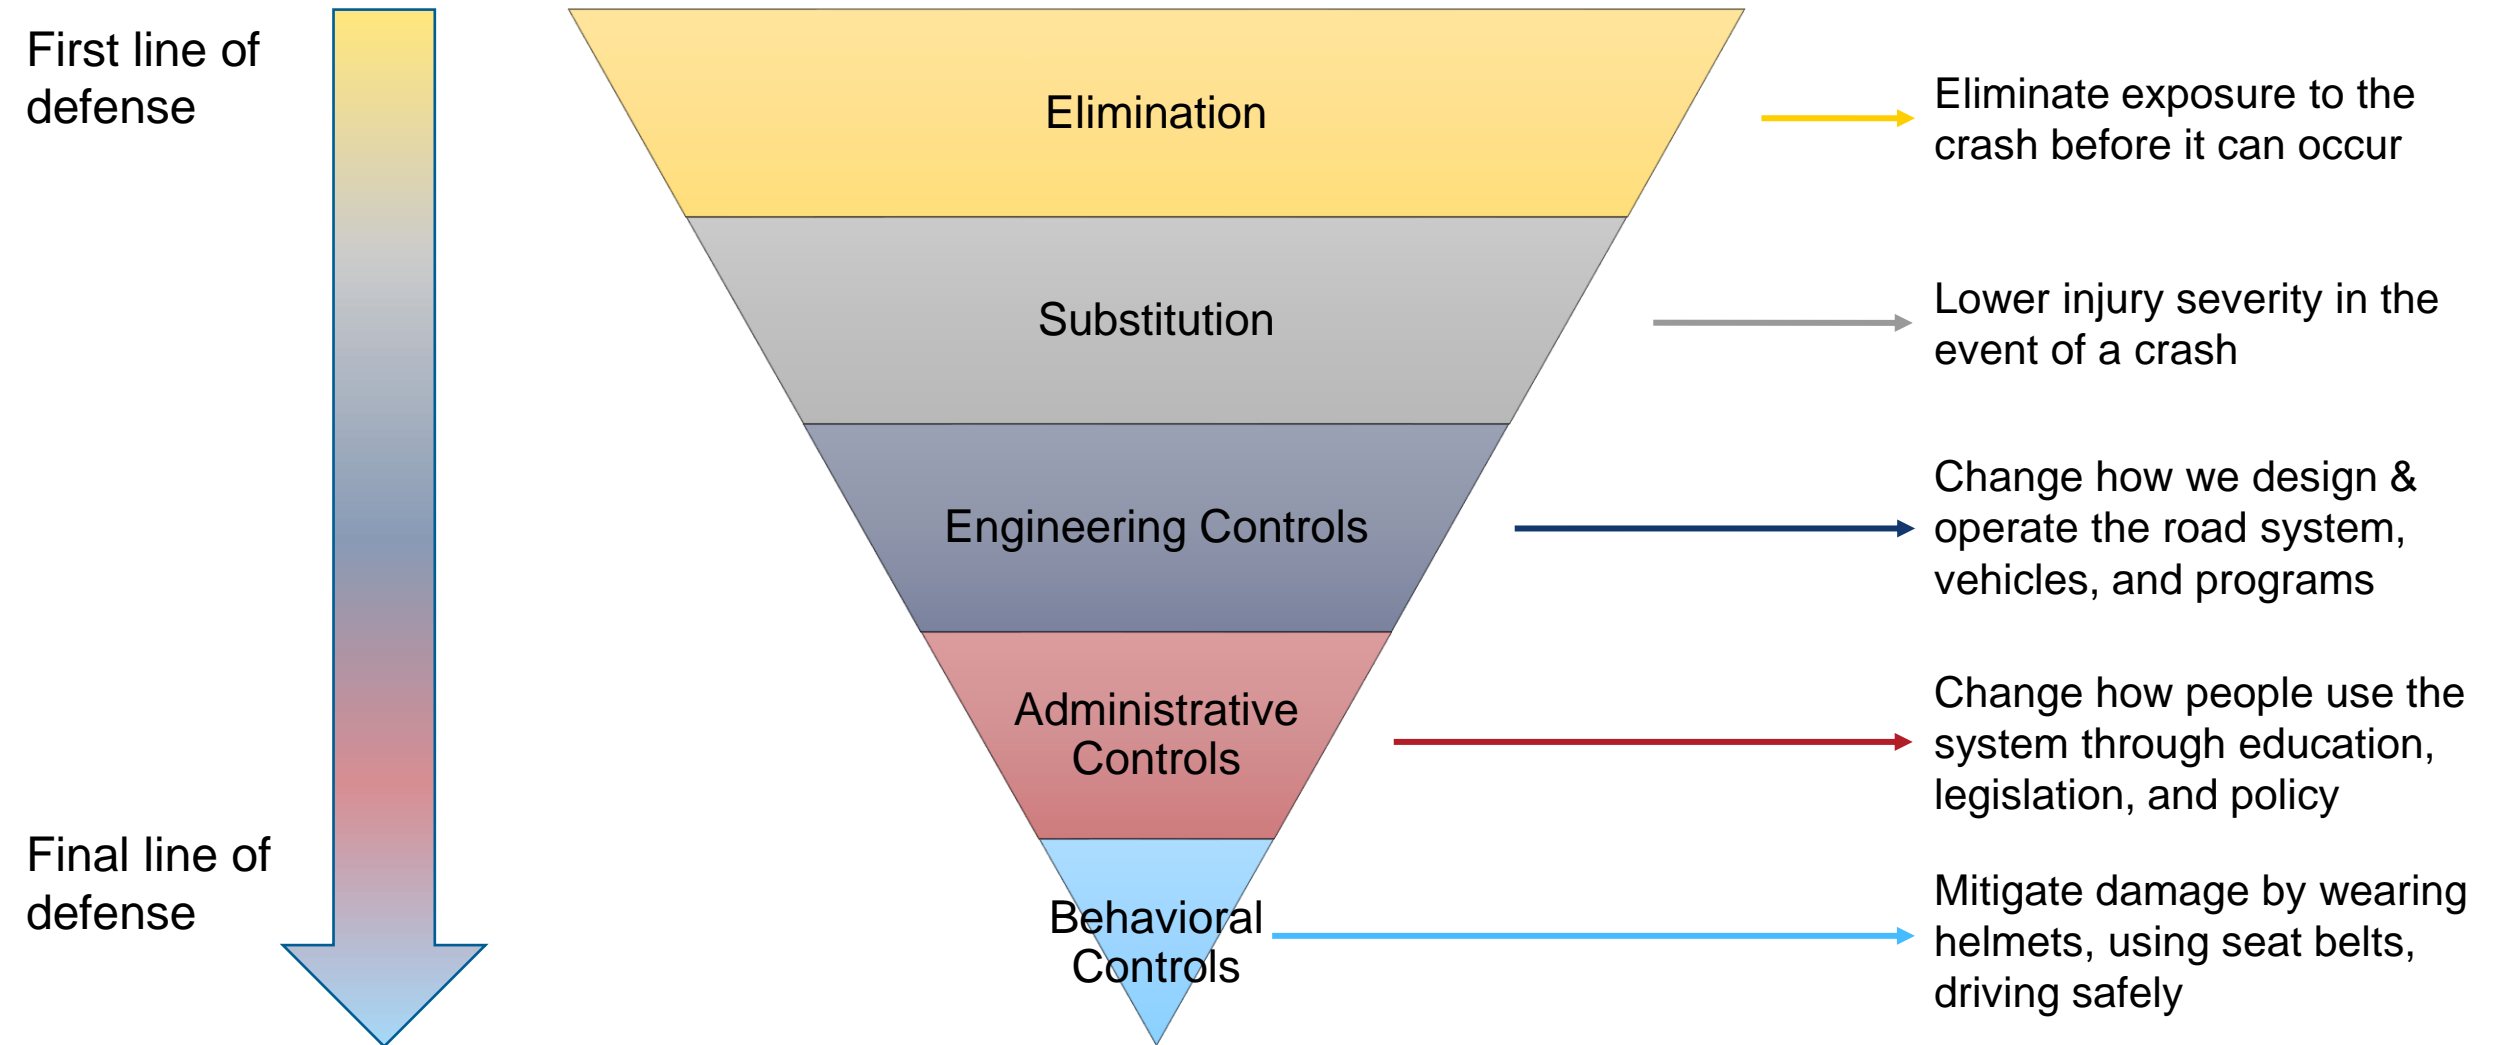 First line of
defense
Elimination
Eliminate exposure to the
crash before it can occur
Substitution
Lower injury severity in the
event of a crash
Engineering Controls
Change how we design &
operate the road system,
vehicles, and programs
Administrative
Controls
Change how people use the
system through education,
legislation, and policy
Final line of
defense
Behavioral
Controls
Mitigate damage by wearing
helmets, using seat belts,
driving safely